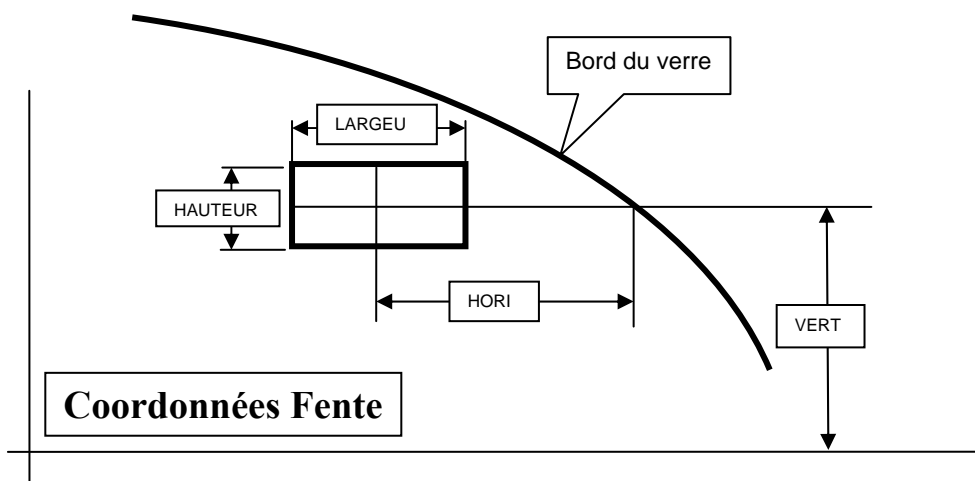 Bord du verre
LARGEU
HAUTEUR
HORI
VERT
Coordonnées Fente